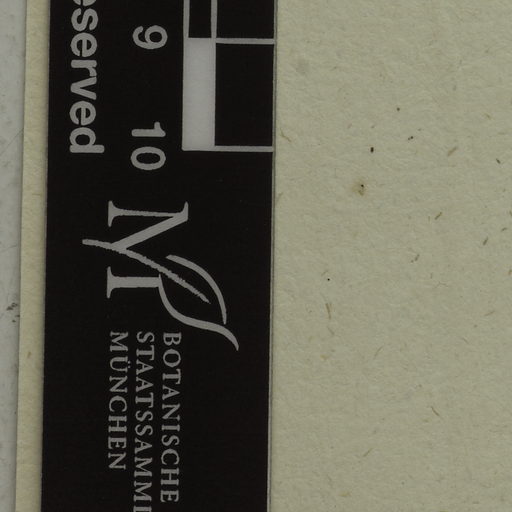 eserved
9 10
M
BOTANISCHE
STAATSSAMML
MÜNCHEN